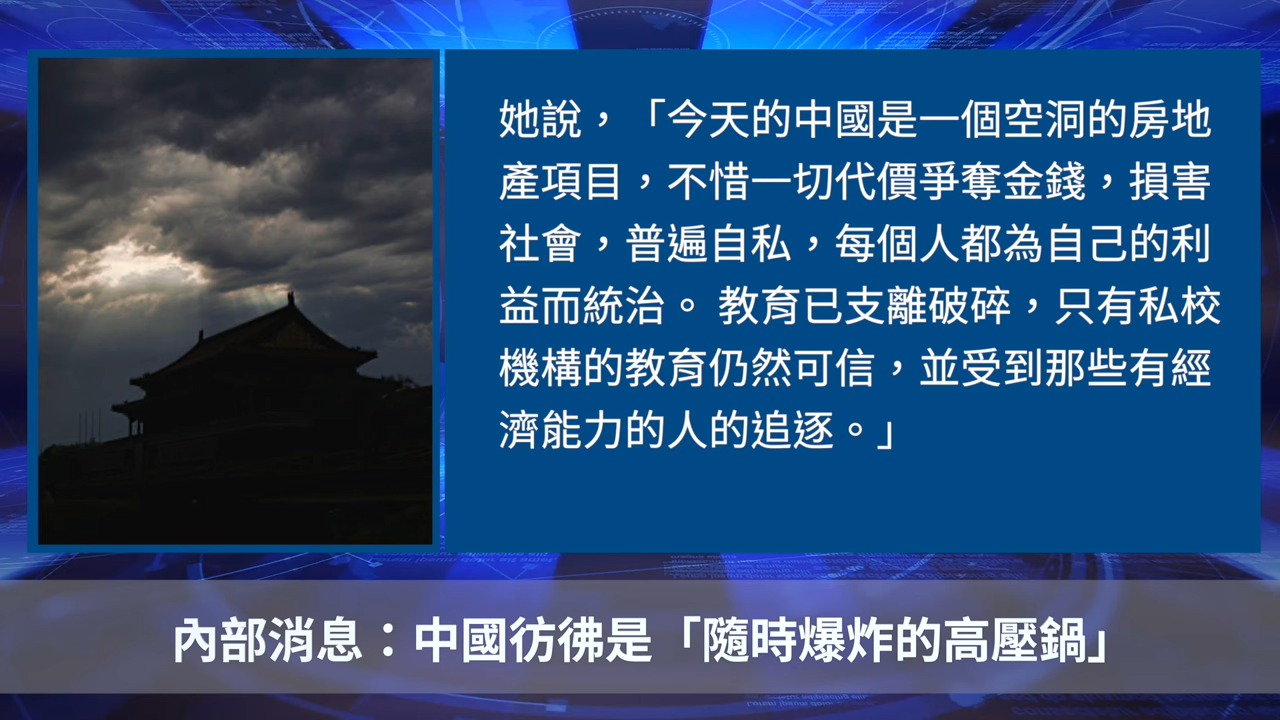 她說，「今天的中國是一個空洞的房地
產項目，不惜一切代價爭奪金錢，損害
社會，普遍自私，每個人都為自己的利
益而統治。 教育已支離破碎，只有私校
機構的教育仍然可信，並受到那些有經
濟能力的人的追逐。」
內部消息：中國彷彿是「隨時爆炸的高壓鍋」